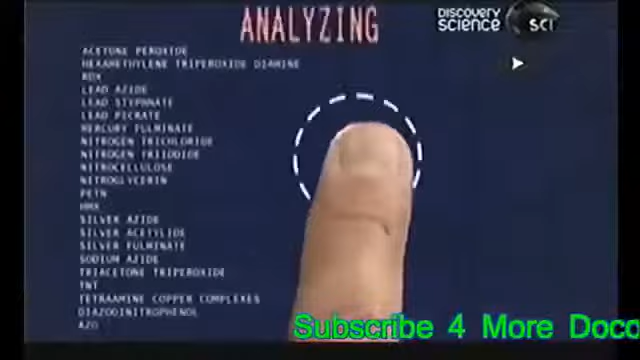 ANALYZING
DISCOVERY
SCIENCE
SCI
ACETONE PEROXIDE
HEXAMETHYLENE TRIPEROXIDE DIAMINE
RDX
LEAD AZIDE
LEAD STYPHNATE
LEAD PICRATE
MERCURY FULMINATE
NITROGEN TRICHLORIDE
NITROGEN TRIIODIDE
NITROCELLULOSE
NITROGLYCERIN
PETN
HMX
SILVER AZIDE
SILVER ACETYLIDE
SILVER FULMINATE
SODIUM AZIDE
TRIACETONE TRIPEROXIDE
TNT
TETRAAMINE COPPER COMPLEXES
DIAZODINITROPHENOL
AZO
Subscribe 4 More Doco